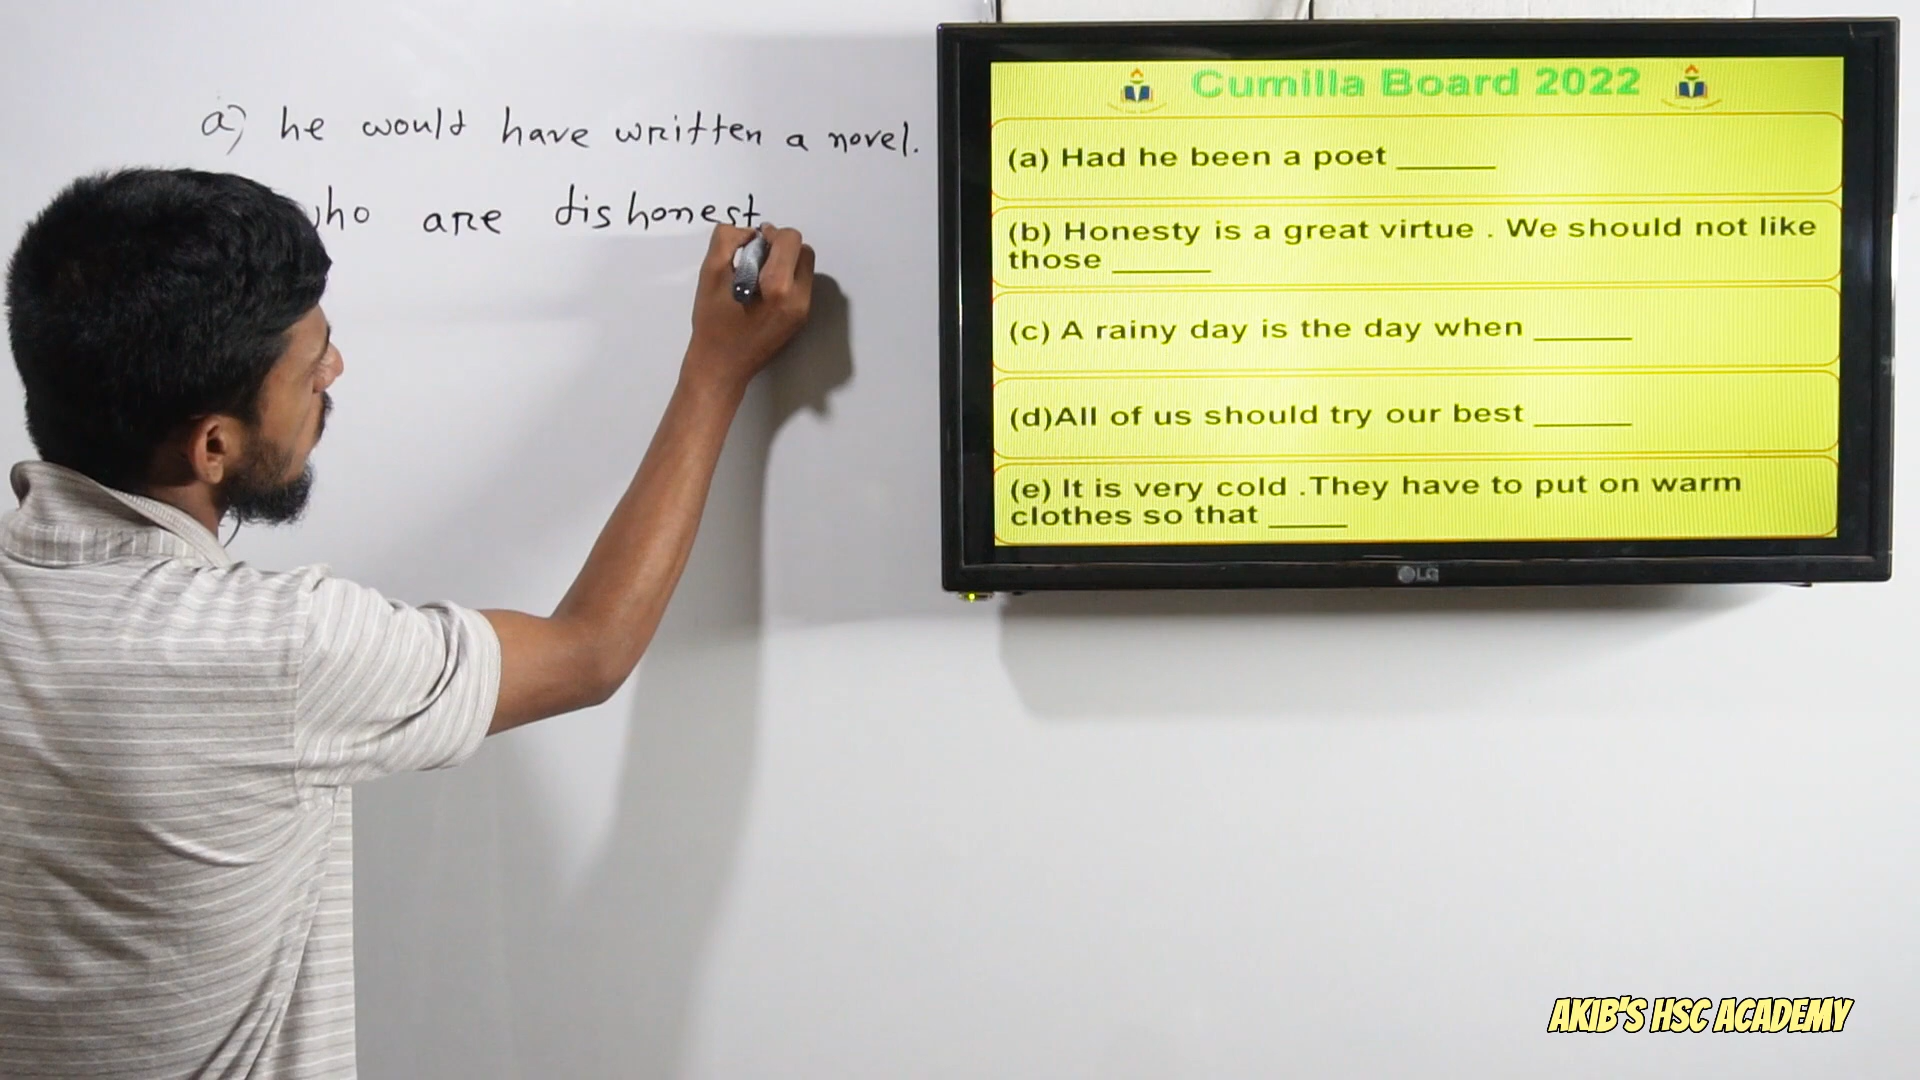 a) he would have written a novel.
are dishonest
Cumilla Board 2022
(a) Had he been a poet ______
(b) Honesty is a great virtue . We should not like
those ______
(c) A rainy day is the day when ______
(d)All of us should try our best ______
(e) It is very cold .They have to put on warm
clothes so that _____
LG
AKIB'S HSC ACADEMY